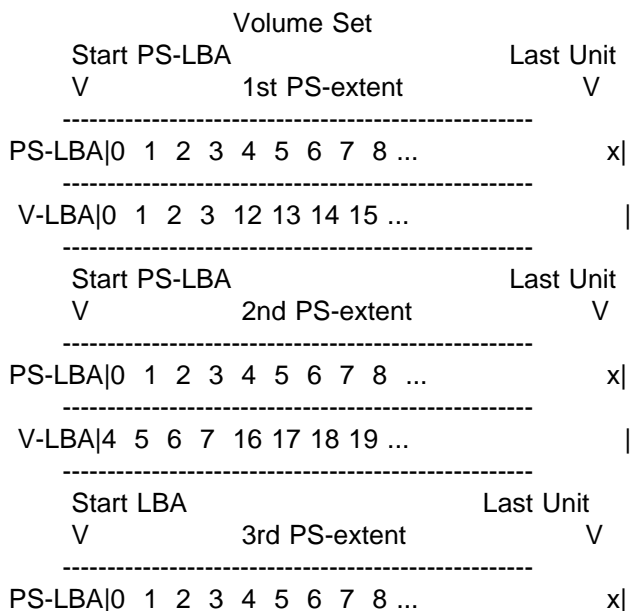 Volume Set
Start PS-LBA Last Unit
V 1st PS-extent V
----------------------------------------------------
PS-LBA|0 1 2 3 4 5 6 7 8 ... x|
----------------------------------------------------
V-LBA|0 1 2 3 12 13 14 15 ... |
----------------------------------------------------
Start PS-LBA Last Unit
V 2nd PS-extent V
----------------------------------------------------
PS-LBA|0 1 2 3 4 5 6 7 8 ... x|
----------------------------------------------------
V-LBA|4 5 6 7 16 17 18 19 ... |
----------------------------------------------------
Start LBA Last Unit
V 3rd PS-extent V
----------------------------------------------------
PS-LBA|0 1 2 3 4 5 6 7 8 ... x|